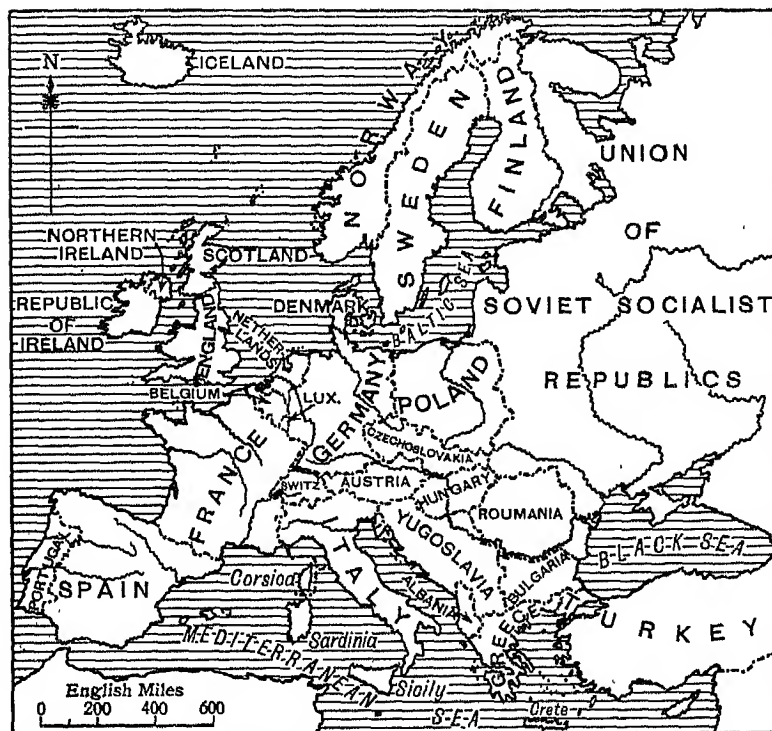 N
ICELAND
NORWAY
SWEDEN
FINLAND
UNION
OF
SOVIET SOCIALIST
REPUBLICS
NORTHERN
IRELAND
SCOTLAND
REPUBLIC
OF
IRELAND
ENGLAND
DENMARK
BALTIC SEA
NETHER-
LANDS
BELGIUM
LUX.
GERMANY
POLAND
CZECHOSLOVAKIA
FRANCE
SWITZ
AUSTRIA
HUNGARY
ROUMANIA
YUGOSLAVIA
BLACK SEA
PORTUGAL
SPAIN
Corsica
ITALY
ALBANIA
BULGARIA
GREECE
TURKEY
Sardinia
MEDITERRANEAN
SEA
Sicily
Crete
English Miles
0 200 400 600